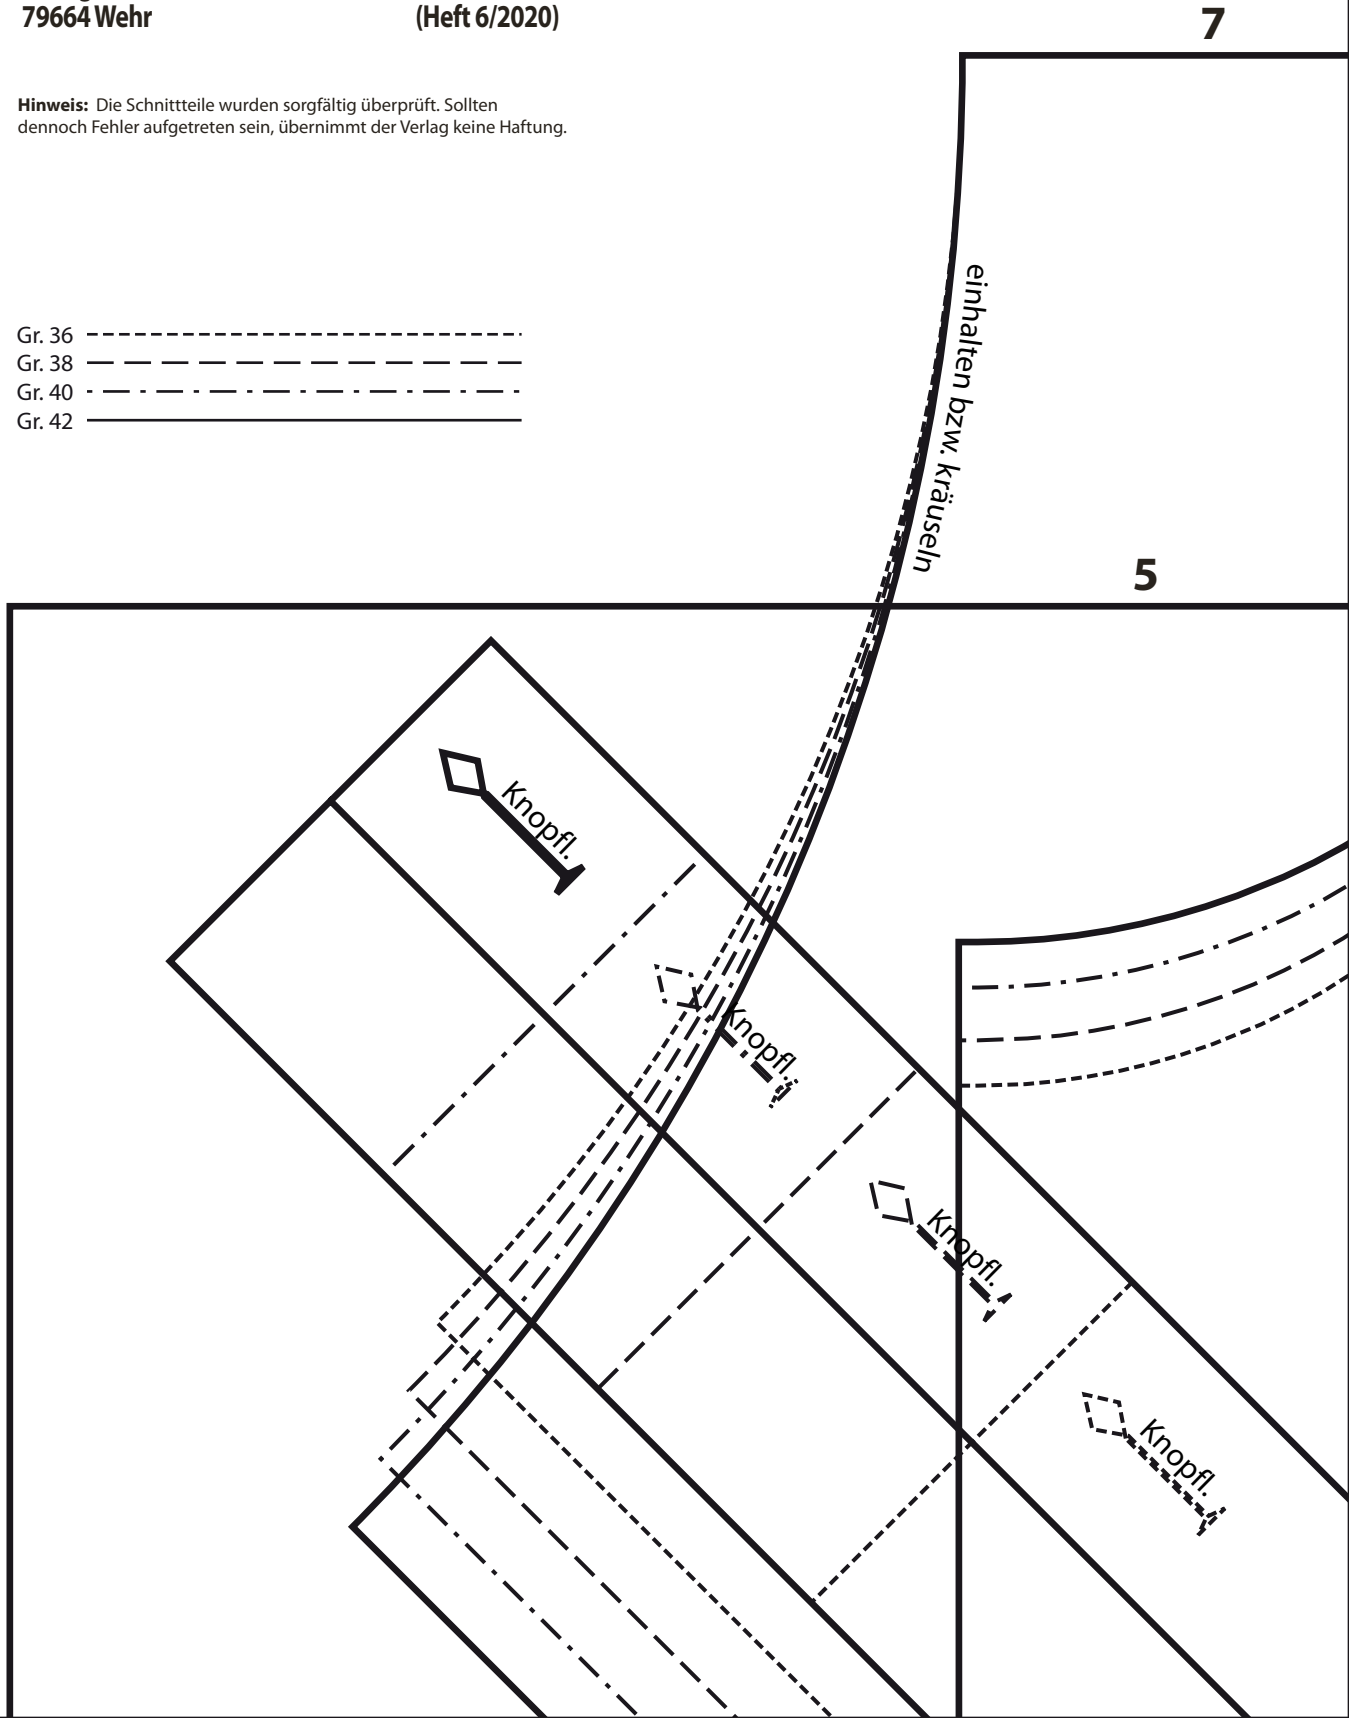 79664 Wehr (Heft 6/2020)
7
Hinweis: Die Schnittteile wurden sorgfältig überprüft. Sollten
dennoch Fehler aufgetreten sein, übernimmt der Verlag keine Haftung.
einhalten bzw. kräuseln
Gr. 36
Gr. 38
Gr. 40
Gr. 42
5
Knopfl.
Knopfl.
Knopfl.
Knopfl.